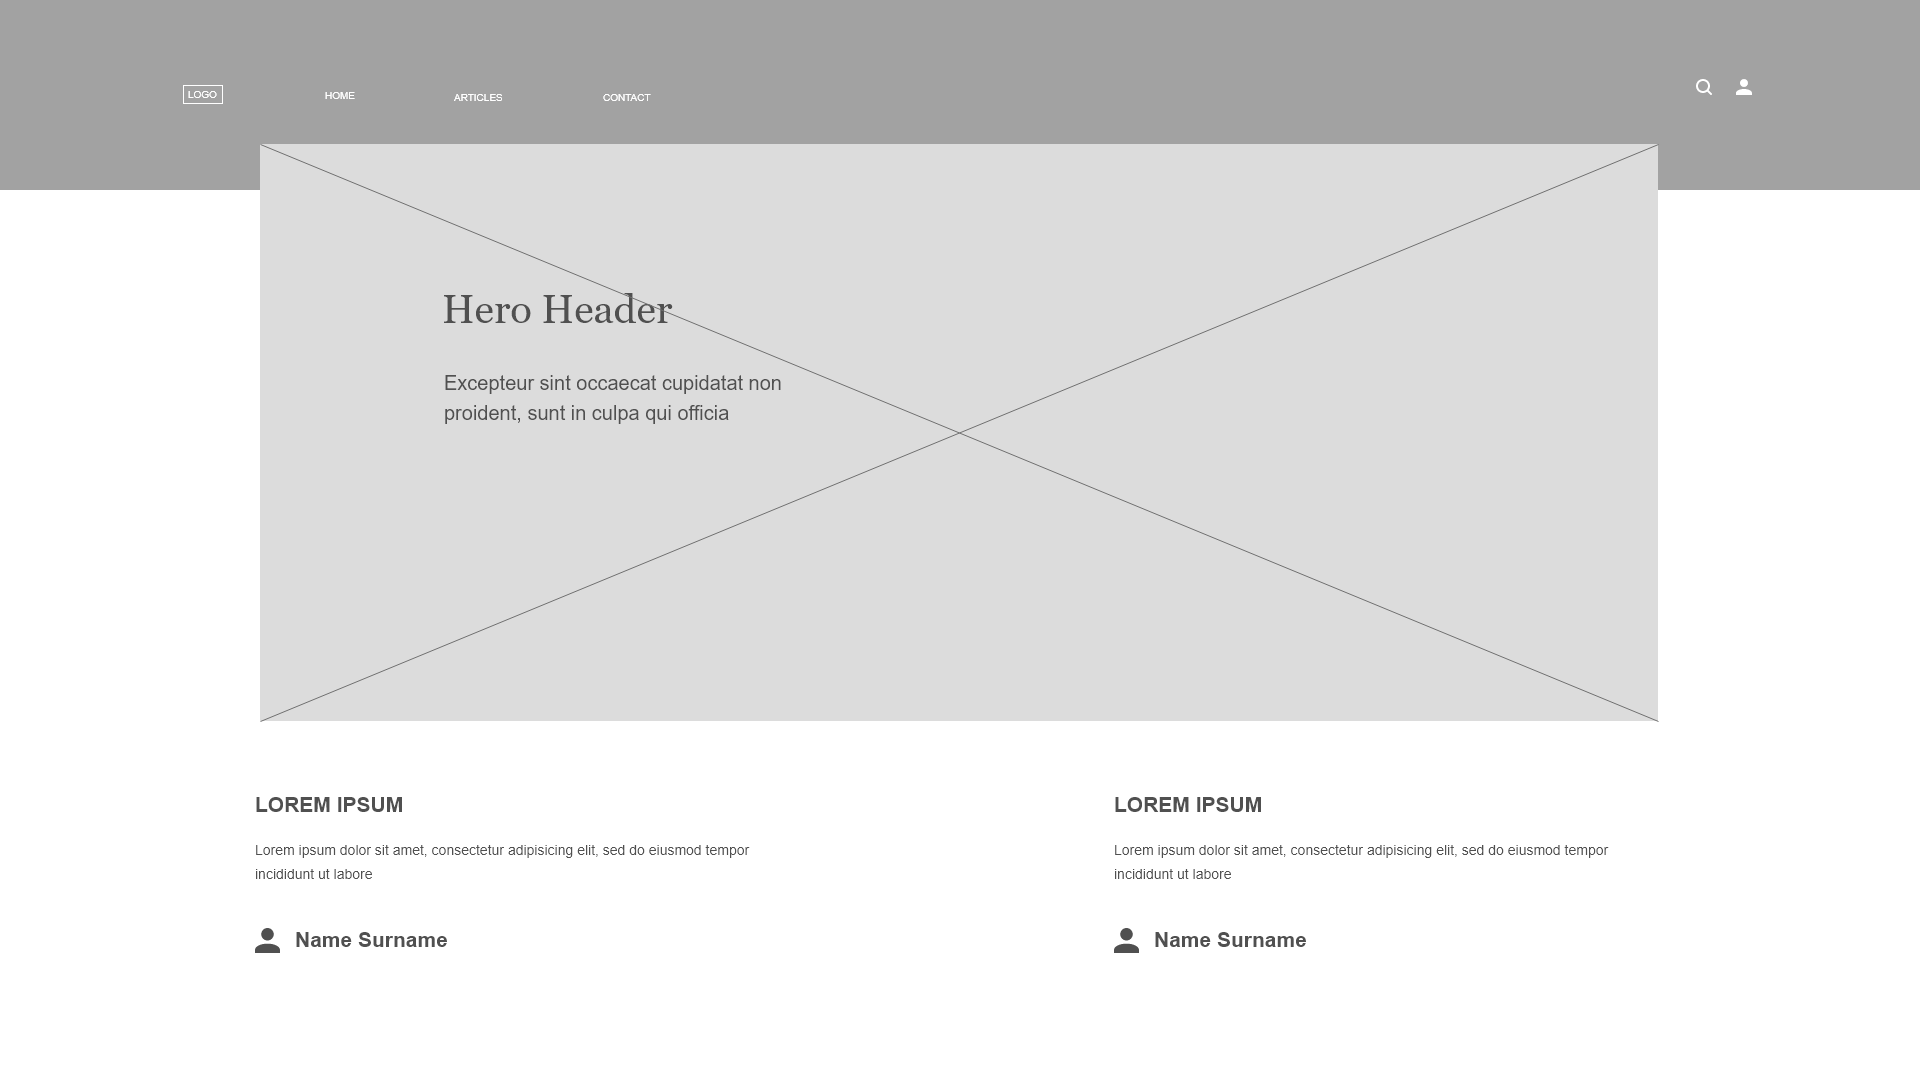 LOGO
HOME
ARTICLES
CONTACT
Hero Header
Excepteur sint occaecat cupidatat non
proident, sunt in culpa qui officia
LOREM IPSUM
Lorem ipsum dolor sit amet, consectetur adipisicing elit, sed do eiusmod tempor
incididunt ut labore
Name Surname
LOREM IPSUM
Lorem ipsum dolor sit amet, consectetur adipisicing elit, sed do eiusmod tempor
incididunt ut labore
Name Surname